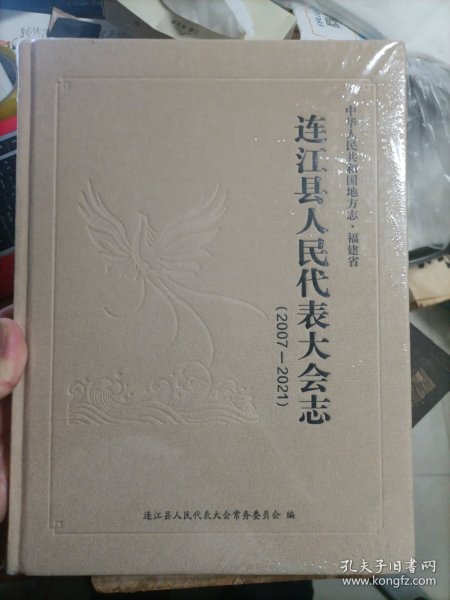 中华人民共和国地方志·福建省
连江县人民代表大会志
(2007—2021)
连江县人民代表大会常务委员会 编
孔夫子旧书网
www.kongfz.com